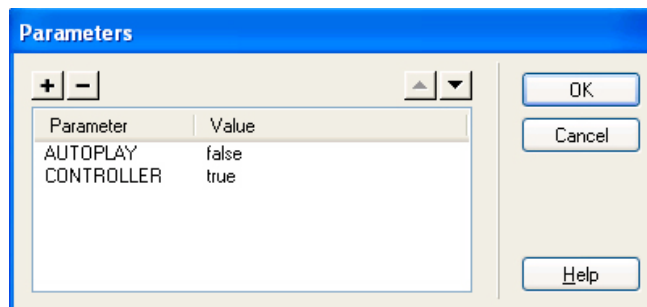 Parameters
+ −
OK
Cancel
Parameter Value
AUTOPLAY false
CONTROLLER true
Help